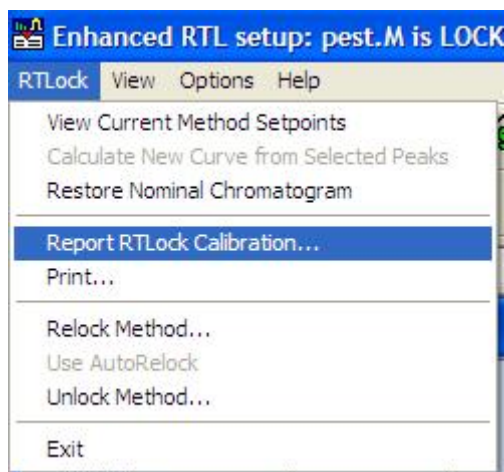 Enhanced RTL setup: pest.M is LOCK
RTLock View Options Help
View Current Method Setpoints
Calculate New Curve from Selected Peaks
Restore Nominal Chromatogram
Report RTLock Calibration...
Print...
Relock Method...
Use AutoRelock
Unlock Method...
Exit